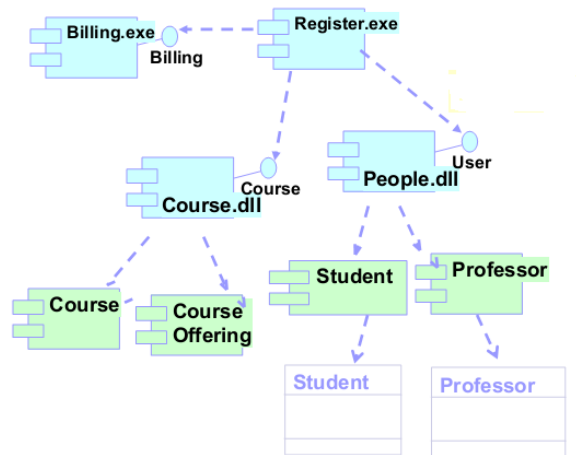 Billing.exe
Register.exe
Billing
User
People.dll
Course
Course.dll
Student
Professor
Course
Course
Offering
Student
Professor